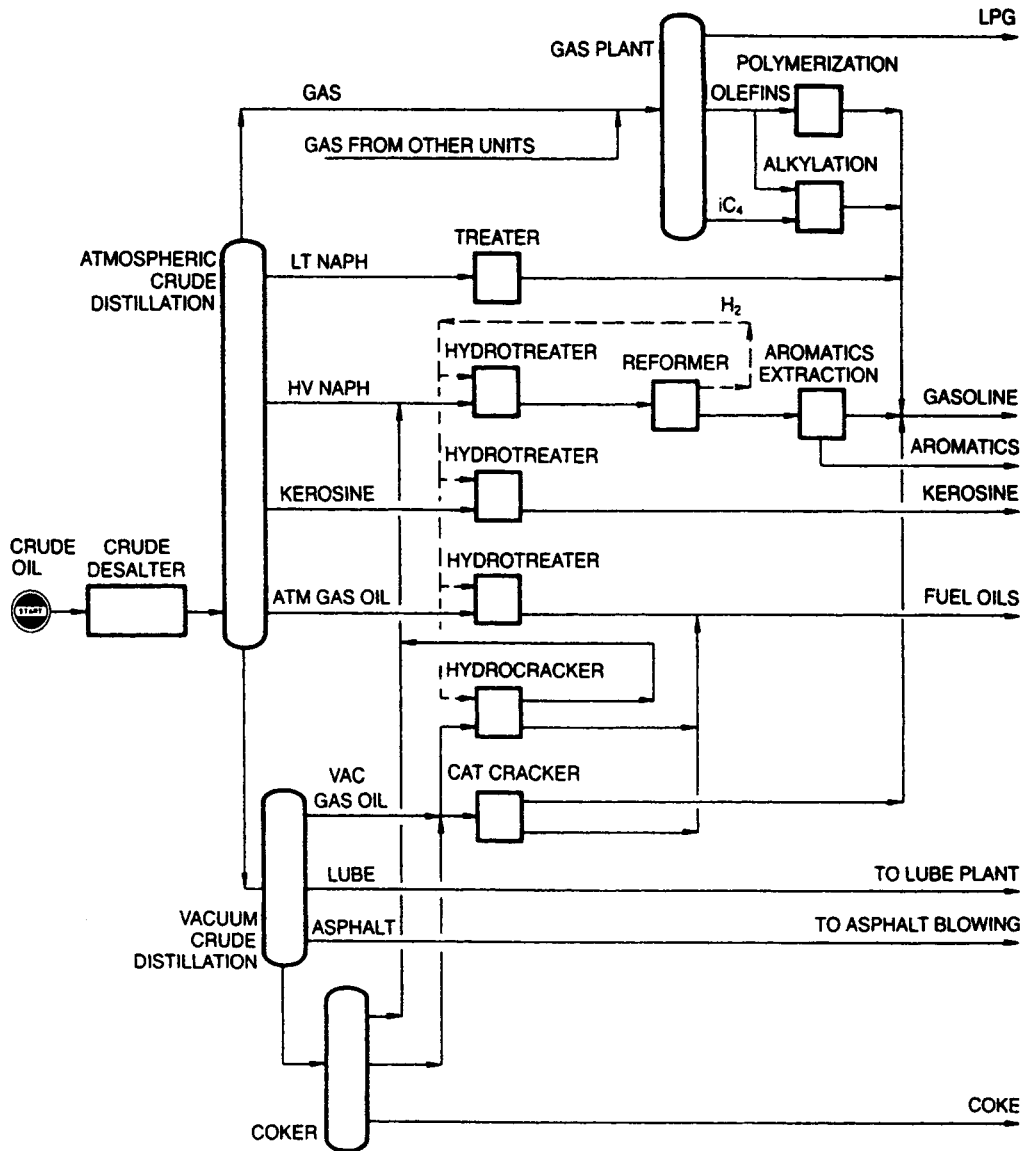 LPG
GAS PLANT
POLYMERIZATION
OLEFINS
GAS
GAS FROM OTHER UNITS
ALKYLATION
iC4
TREATER
ATMOSPHERIC
CRUDE
DISTILLATION
LT NAPH
H2
HYDROTREATER
REFORMER
AROMATICS
EXTRACTION
HV NAPH
GASOLINE
AROMATICS
HYDROTREATER
KEROSINE
KEROSINE
CRUDE
OIL
CRUDE
DESALTER
HYDROTREATER
START
ATM GAS OIL
FUEL OILS
HYDROCRACKER
VAC
GAS OIL
CAT CRACKER
LUBE
TO LUBE PLANT
VACUUM
CRUDE
DISTILLATION
ASPHALT
TO ASPHALT BLOWING
COKER
COKE